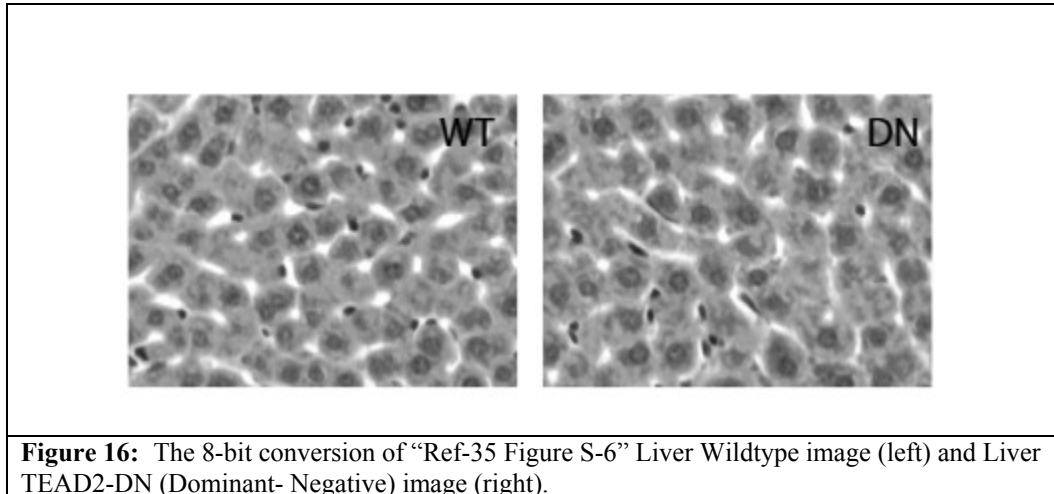 WT
DN
Figure 16: The 8-bit conversion of “Ref-35 Figure S-6” Liver Wildtype image (left) and Liver
TEAD2-DN (Dominant- Negative) image (right).